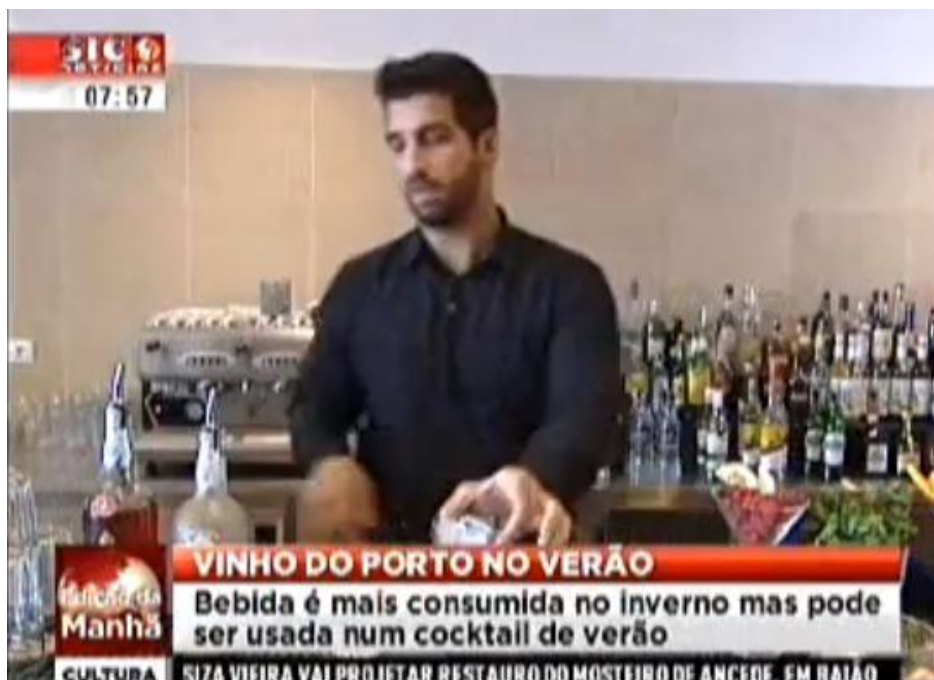 SIC
NOTÍCIAS
07:57
VINHO DO PORTO NO VERÃO
Edição da
Manhã
Bebida é mais consumida no inverno mas pode
ser usada num cocktail de verão
CULTURA
SIZA VIEIRA VAI PROJETAR RESTAURO DO MOSTEIRO DE ANCEDE, EM BAIÃO